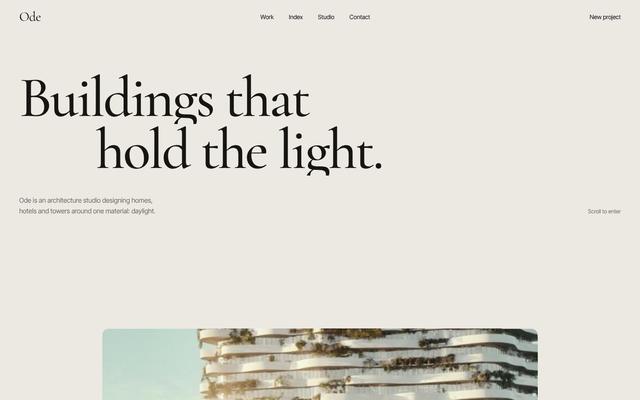 Ode
Work
Index
Studio
Contact
New project
Buildings that
hold the light.
Ode is an architecture studio designing homes,
hotels and towers around one material: daylight.
Scroll to enter